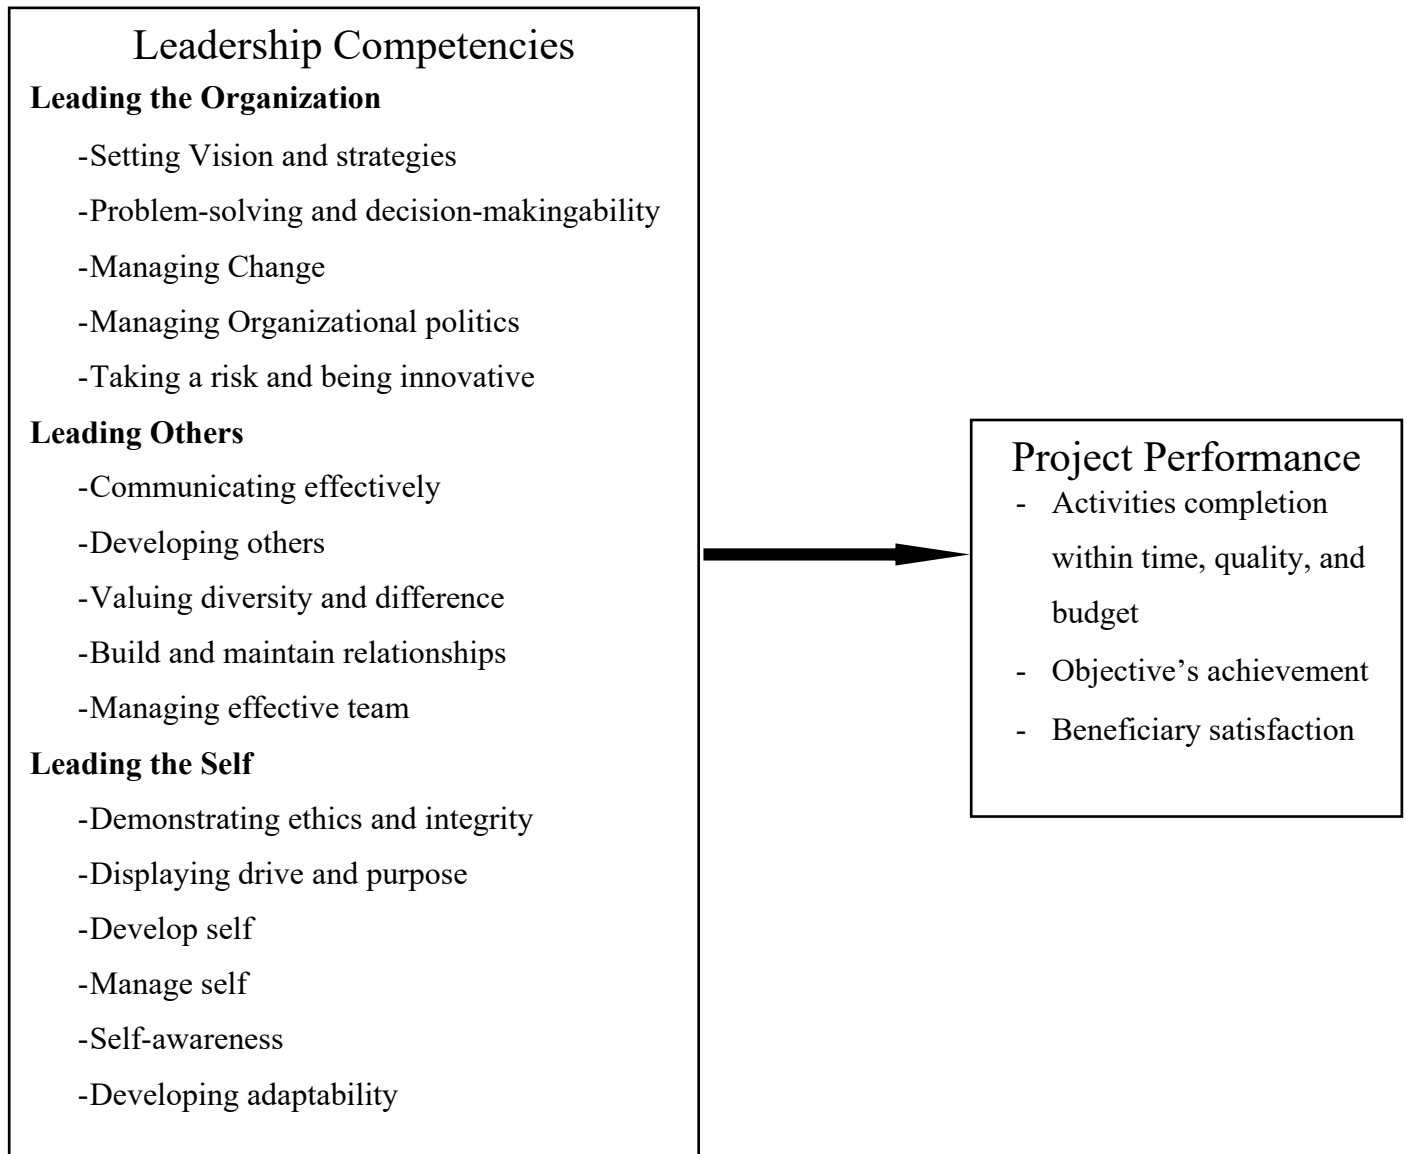 Leadership Competencies
Leading the Organization
-Setting Vision and strategies
-Problem-solving and decision-makingability
-Managing Change
-Managing Organizational politics
-Taking a risk and being innovative
Leading Others
-Communicating effectively
-Developing others
-Valuing diversity and difference
-Build and maintain relationships
-Managing effective team
Leading the Self
-Demonstrating ethics and integrity
-Displaying drive and purpose
-Develop self
-Manage self
-Self-awareness
-Developing adaptability
Project Performance
- Activities completion
within time, quality, and
budget
- Objective’s achievement
- Beneficiary satisfaction